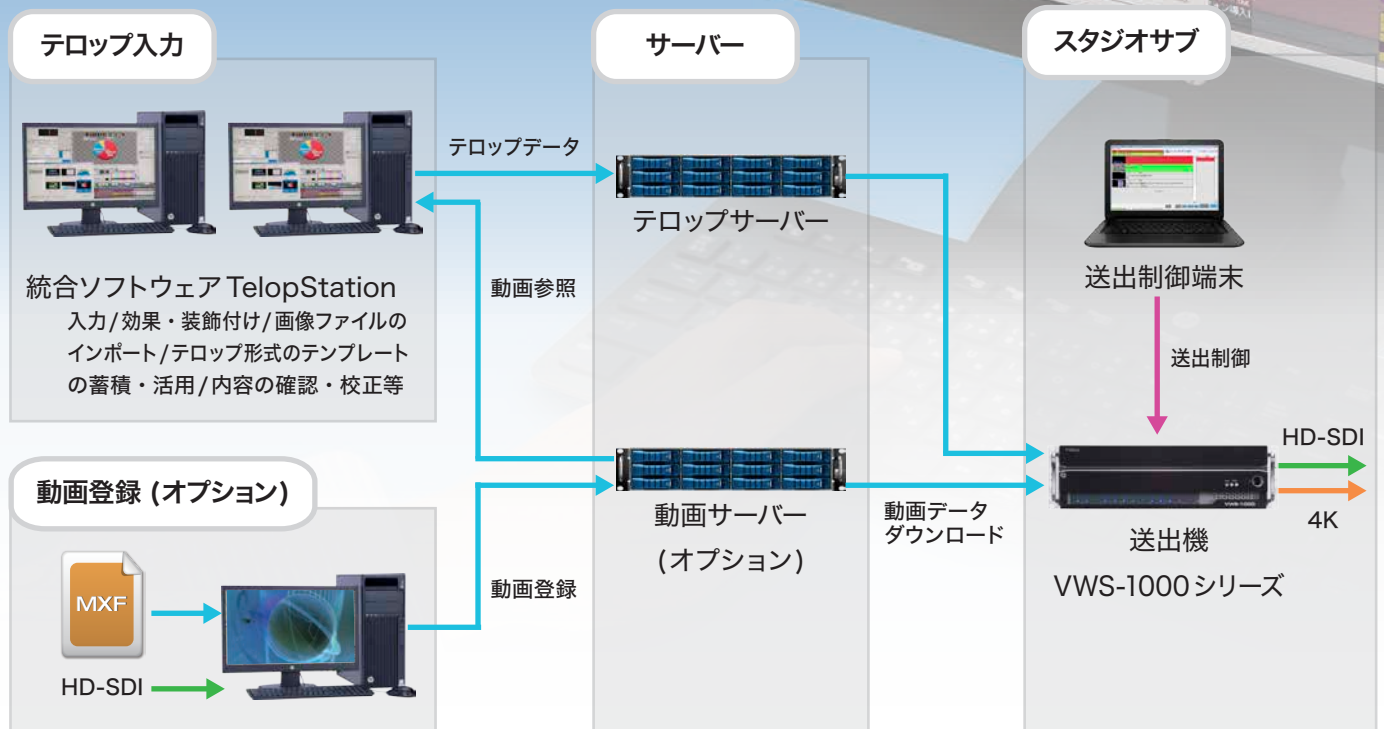 テロップ入力
統合ソフトウェア TelopStation
入力/効果・装飾付け/画像ファイルの
インポート/テロップ形式のテンプレート
の蓄積・活用/内容の確認・校正等
動画登録 (オプション)
MXF
HD-SDI
テロップデータ
動画参照
動画登録
サーバー
テロップサーバー
動画サーバー
(オプション)
動画データ
ダウンロード
スタジオサブ
送出制御端末
送出制御
VWS-1000
送出機
VWS-1000シリーズ
HD-SDI
4K